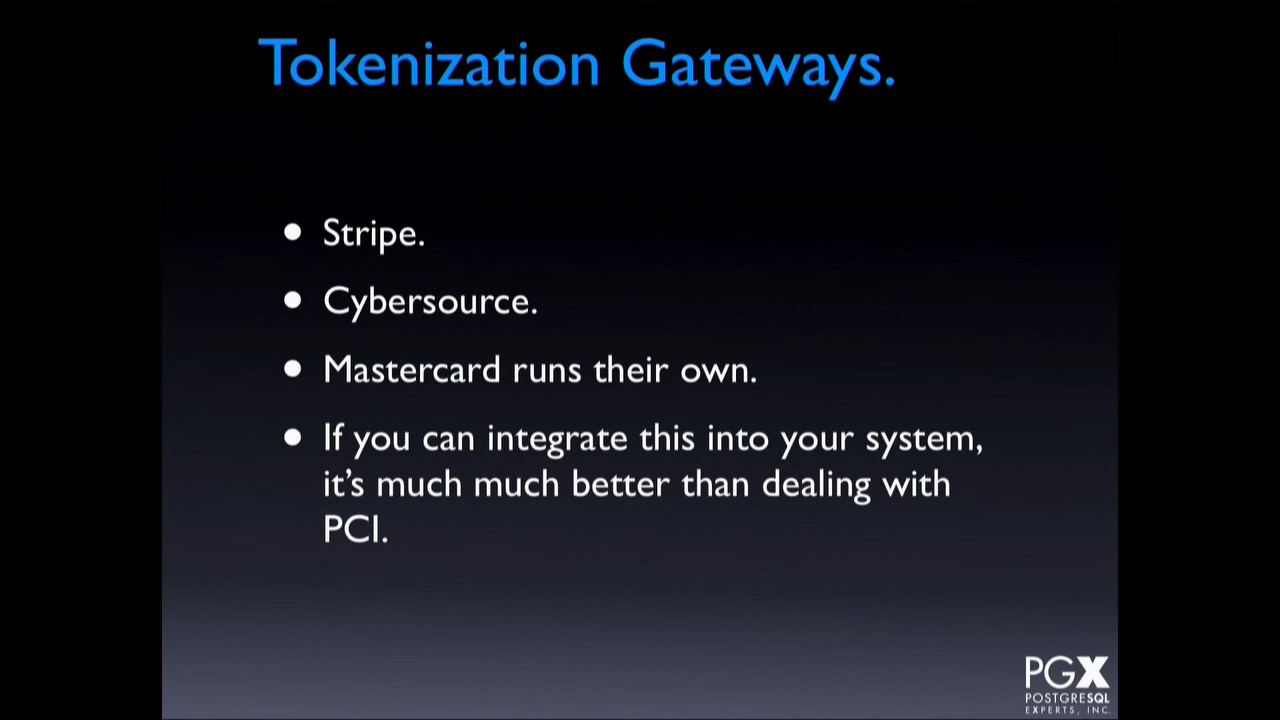 Tokenization Gateways.
• Stripe.
• Cybersource.
• Mastercard runs their own.
• If you can integrate this into your system,
it’s much much better than dealing with
PCI.
PGX
POSTGRESQL
EXPERTS, INC.